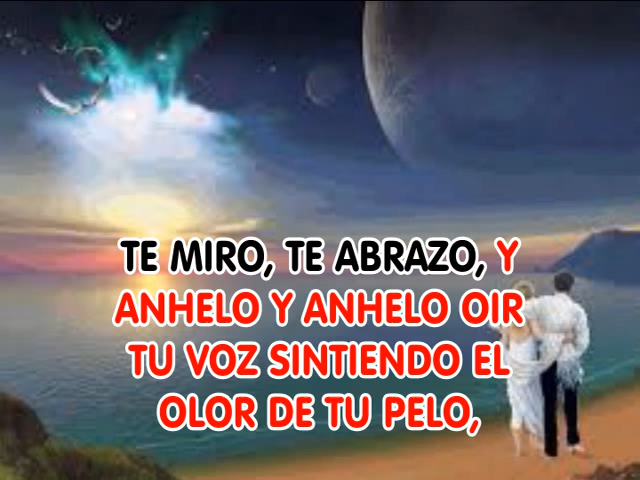 TE MIRO, TE ABRAZO, Y
ANHELO Y ANHELO OIR
TU VOZ SINTIENDO EL
OLOR DE TU PELO,